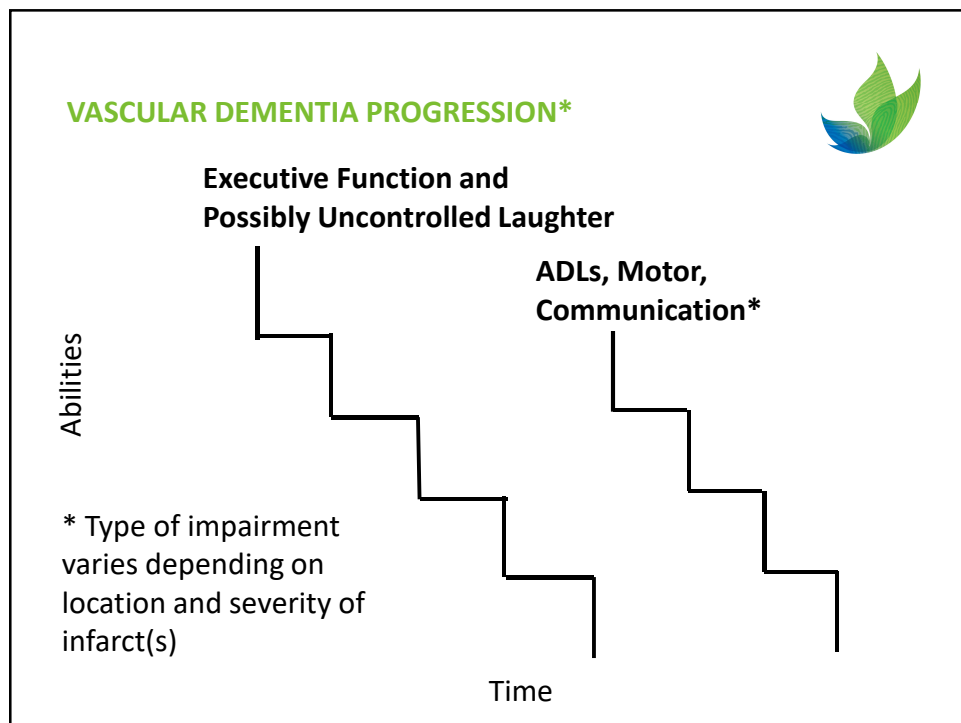 VASCULAR DEMENTIA PROGRESSION*
Executive Function and
Possibly Uncontrolled Laughter
ADLs, Motor,
Communication*
Abilities
* Type of impairment
varies depending on
location and severity of
infarct(s)
Time